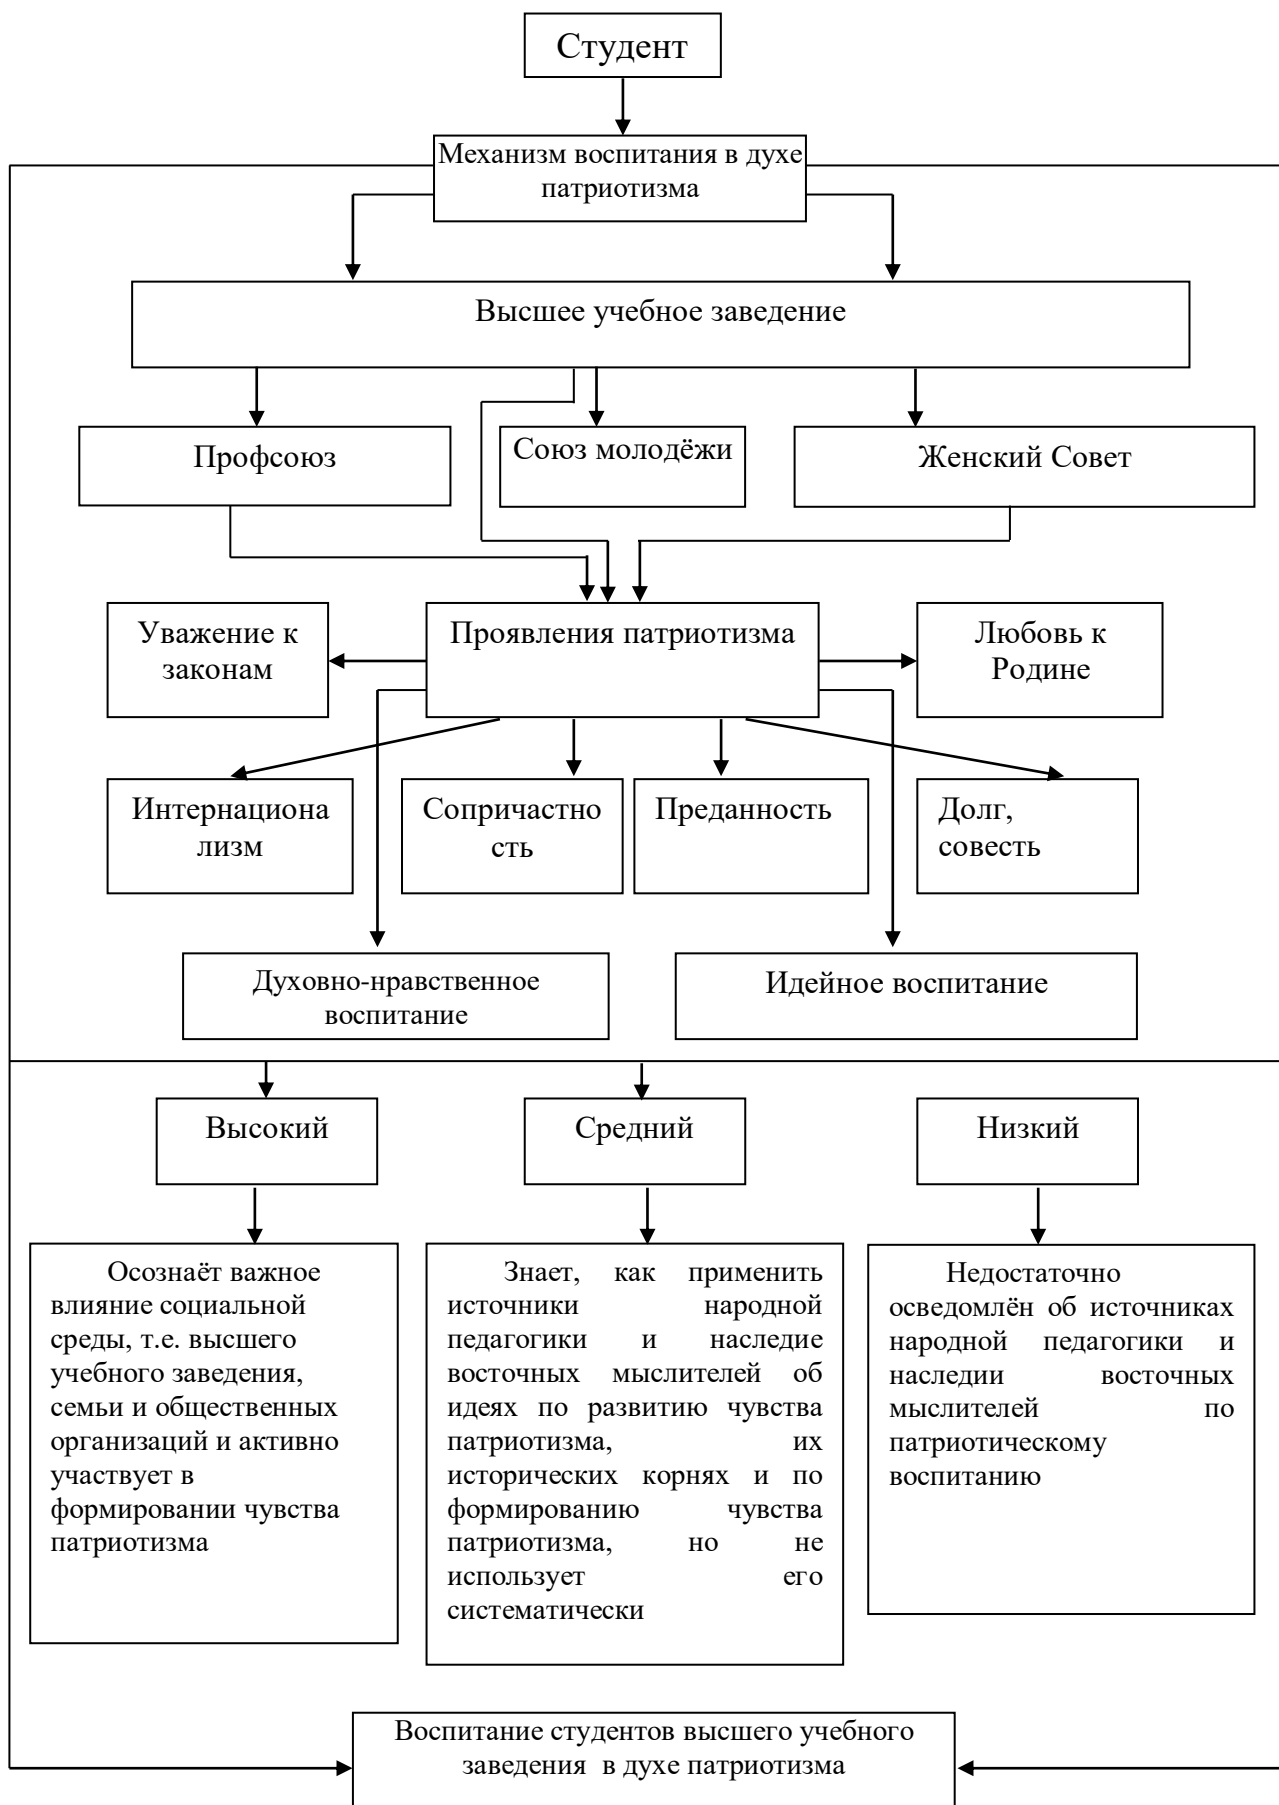 Студент
Механизм воспитания в духе
патриотизма
Высшее учебное заведение
Профсоюз
Союз молодёжи
Женский Совет
Уважение к
законам
Проявления патриотизма
Любовь к
Родине
Интернациона
лизм
Сопричастно
сть
Преданность
Долг,
совесть
Духовно-нравственное
воспитание
Идейное воспитание
Высокий
Средний
Низкий
Осознаёт важное
влияние социальной
среды, т.е. высшего
учебного заведения,
семьи и общественных
организаций и активно
участвует в
формировании чувства
патриотизма
Знает, как применить
источники народной
педагогики и наследие
восточных мыслителей об
идеях по развитию чувства
патриотизма, их
исторических корнях и по
формированию чувства
патриотизма, но не
использует его
систематически
Недостаточно
осведомлён об источниках
народной педагогики и
наследии восточных
мыслителей по
патриотическому
воспитанию
Воспитание студентов высшего учебного
заведения в духе патриотизма